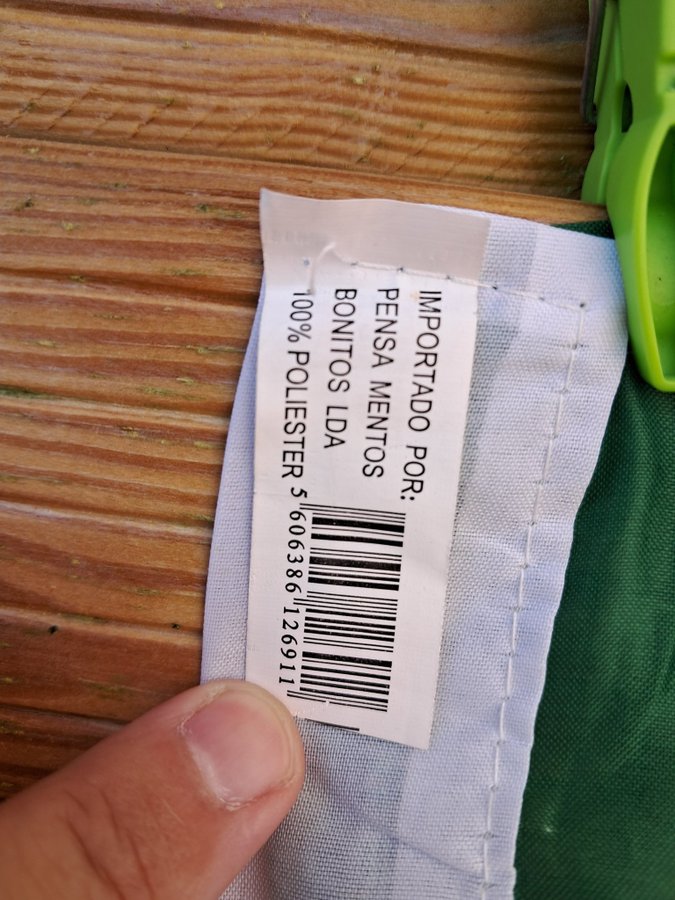 IMPORTADO POR:
PENSA MENTOS
BONITOS LDA
100% POLIESTER
5 606386 126911